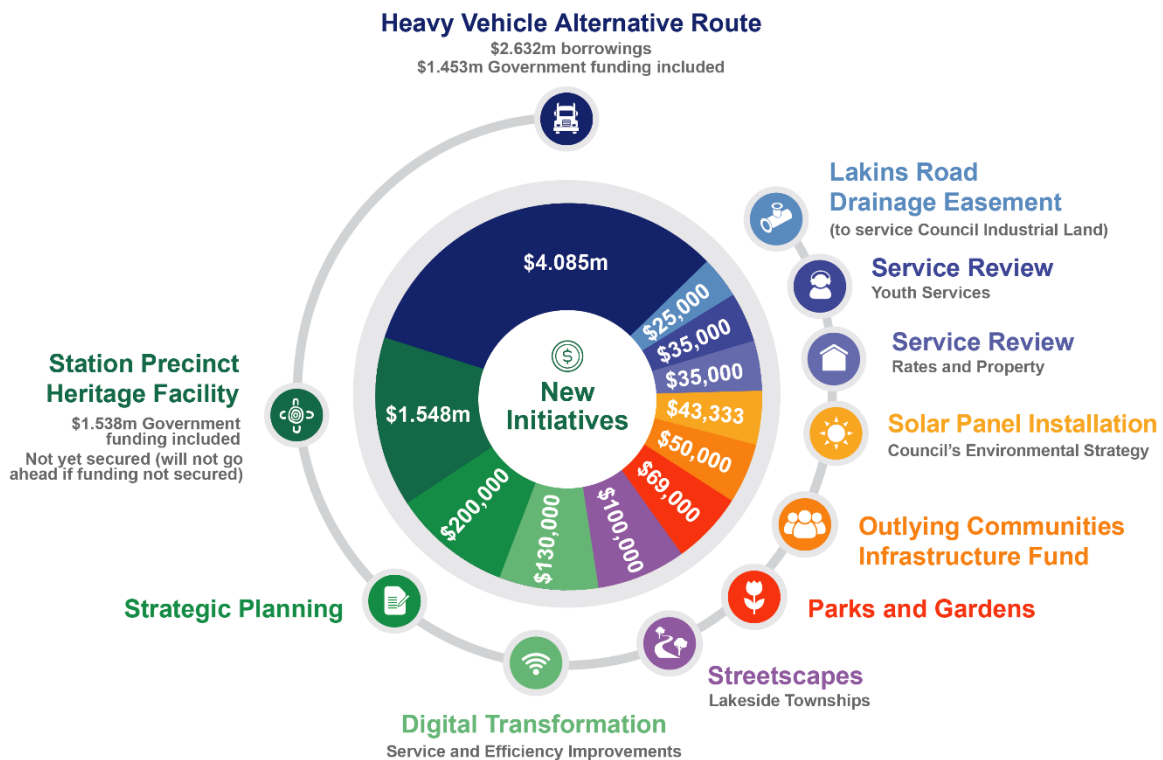 Heavy Vehicle Alternative Route
$2.632m borrowings
$1.453m Government funding included
Lakins Road
Drainage Easement
(to service Council Industrial Land)
Service Review
Youth Services
Service Review
Rates and Property
Solar Panel Installation
Council's Environmental Strategy
Outlying Communities
Infrastructure Fund
Parks and Gardens
Streetscapes
Lakeside Townships
Digital Transformation
Service and Efficiency Improvements
Strategic Planning
Station Precinct
Heritage Facility
$1.538m Government
funding included
Not yet secured (will not go
ahead if funding not secured)
$4.085m
$25,000
$35,000
$35,000
$43,333
$50,000
$69,000
$100,000
$130,000
$200,000
$1.548m
$
New
Initiatives